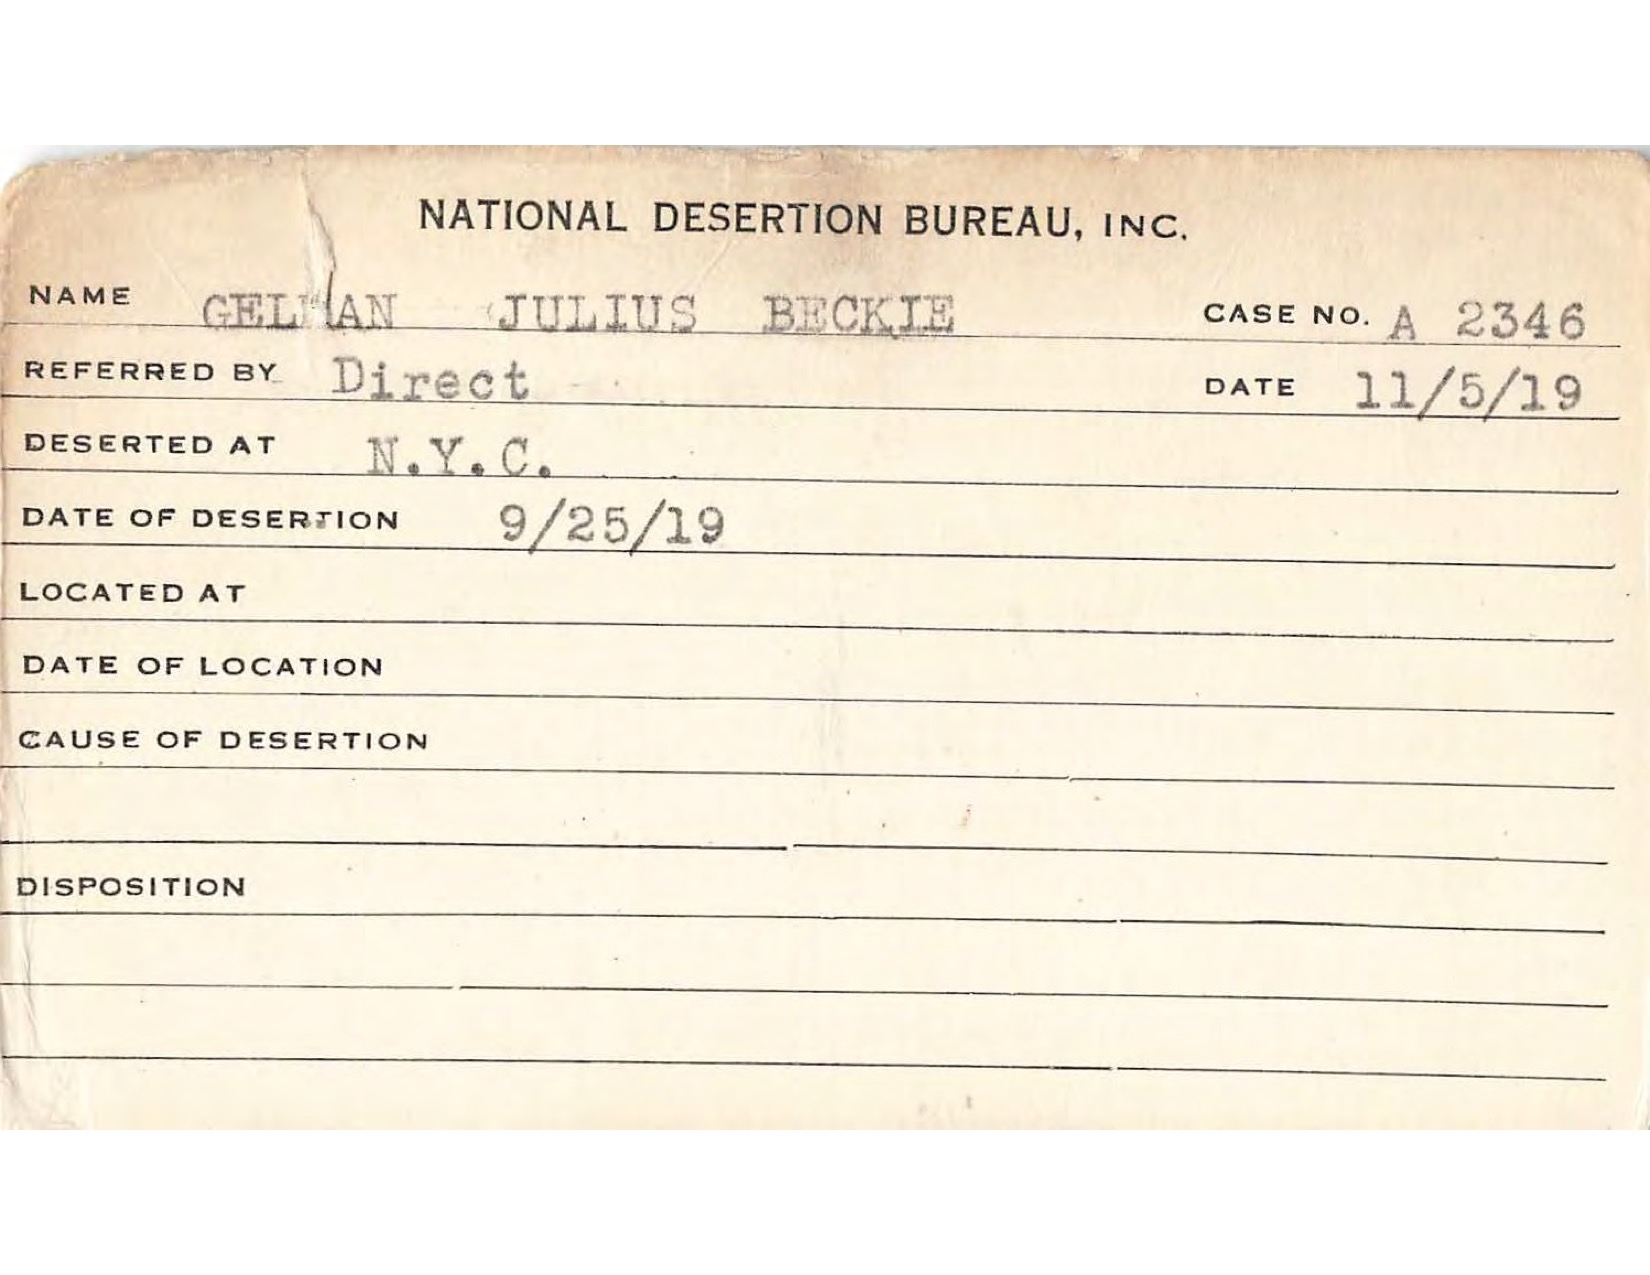 NATIONAL DESERTION BUREAU, INC.
NAME GELMAN JULIUS BECKIE CASE NO. A 2346
REFERRED BY Direct DATE 11/5/19
DESERTED AT N.Y.C.
DATE OF DESERTION 9/25/19
LOCATED AT
DATE OF LOCATION
CAUSE OF DESERTION
DISPOSITION